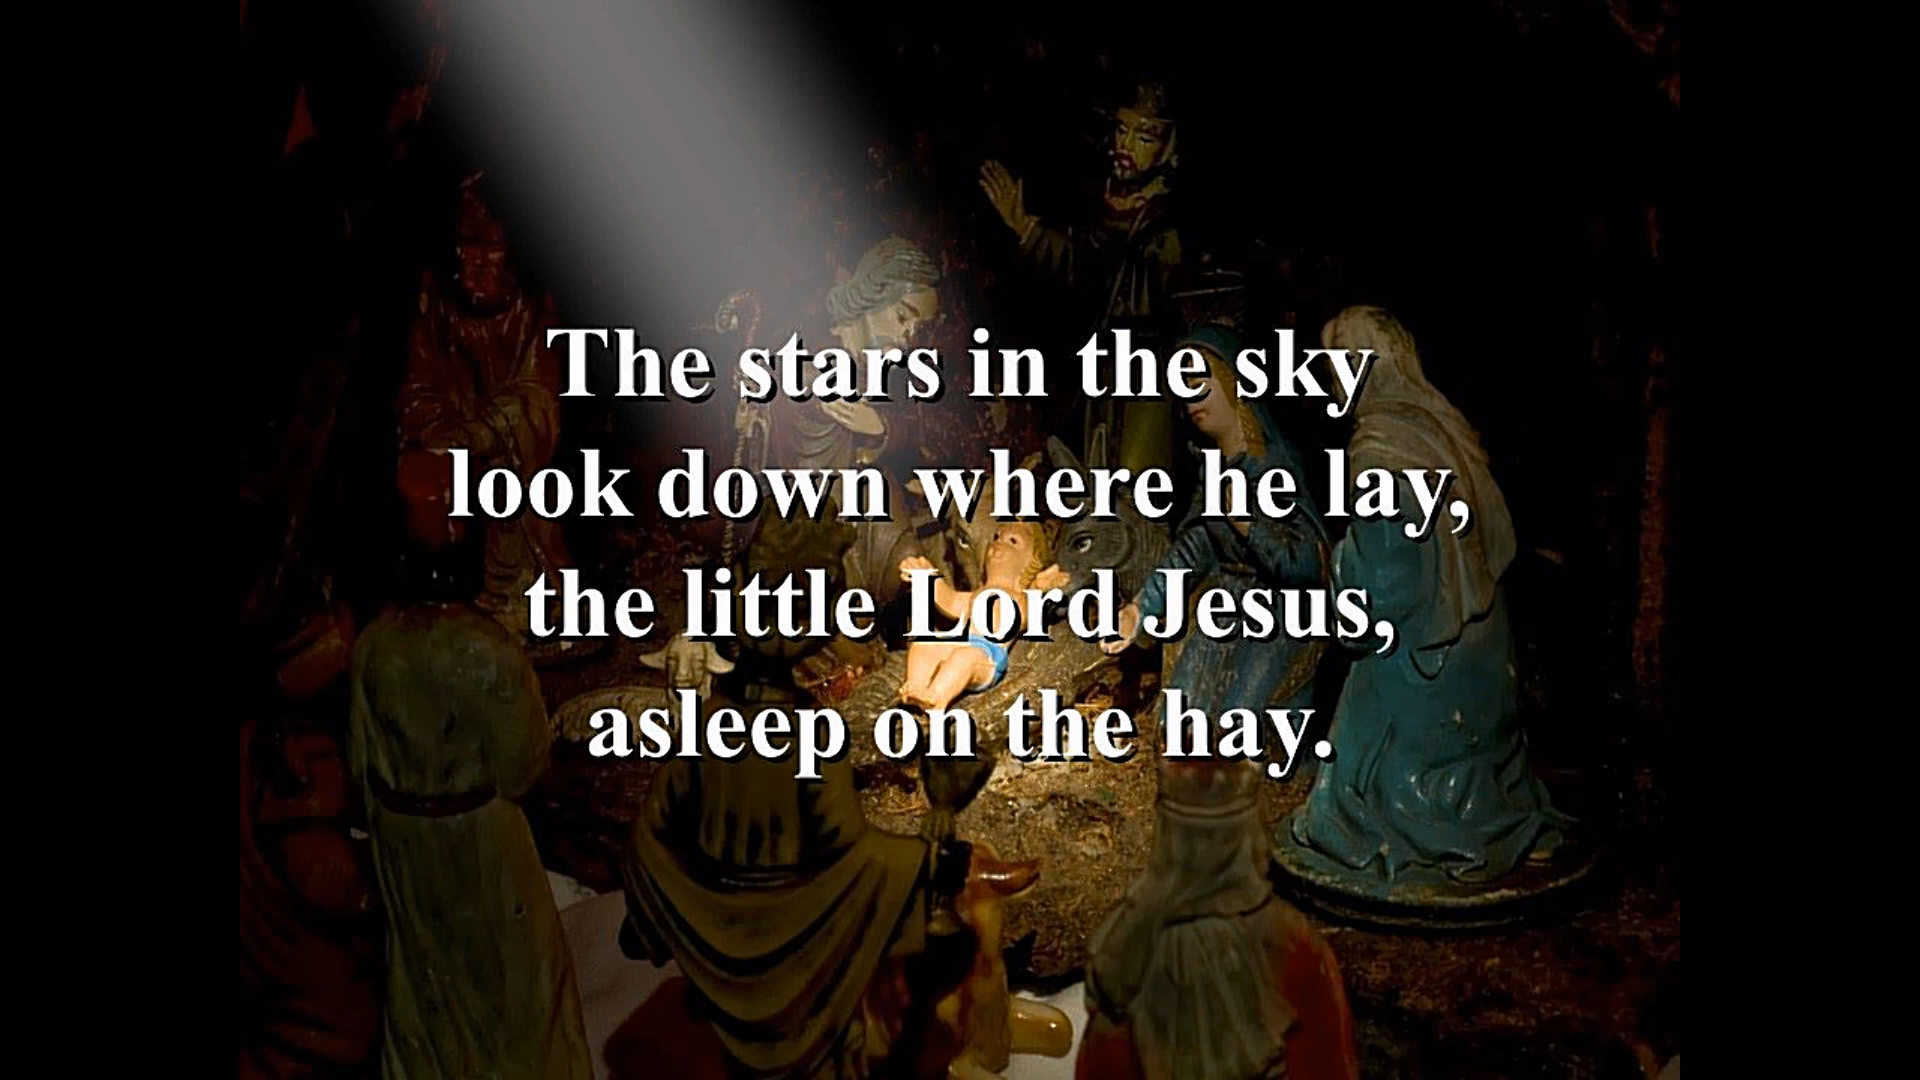 The stars in the sky
look down where he lay,
the little Lord Jesus,
asleep on the hay.